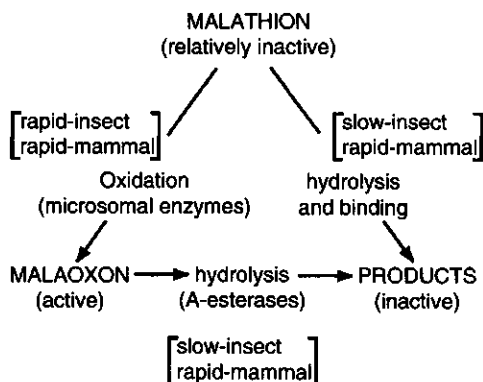 MALATHION
(relatively inactive)
[rapid-insect
rapid-mammal]
[slow-insect
rapid-mammal]
Oxidation
(microsomal enzymes)
hydrolysis
and binding
MALAOXON
(active)
hydrolysis
(A-esterases)
PRODUCTS
(inactive)
[slow-insect
rapid-mammal]